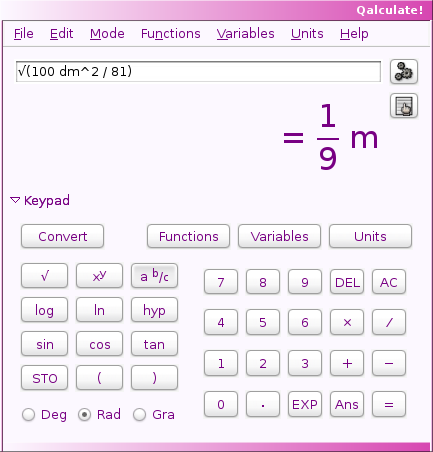 Qalculate!
File Edit Mode Functions Variables Units Help
√(100 dm^2 / 81)
= 1/9 m
Keypad
Convert Functions Variables Units
√ xʸ a b/c
7 8 9 DEL AC
log ln hyp
4 5 6 × /
sin cos tan
1 2 3 + −
STO ( )
0 . EXP Ans =
Deg Rad Gra